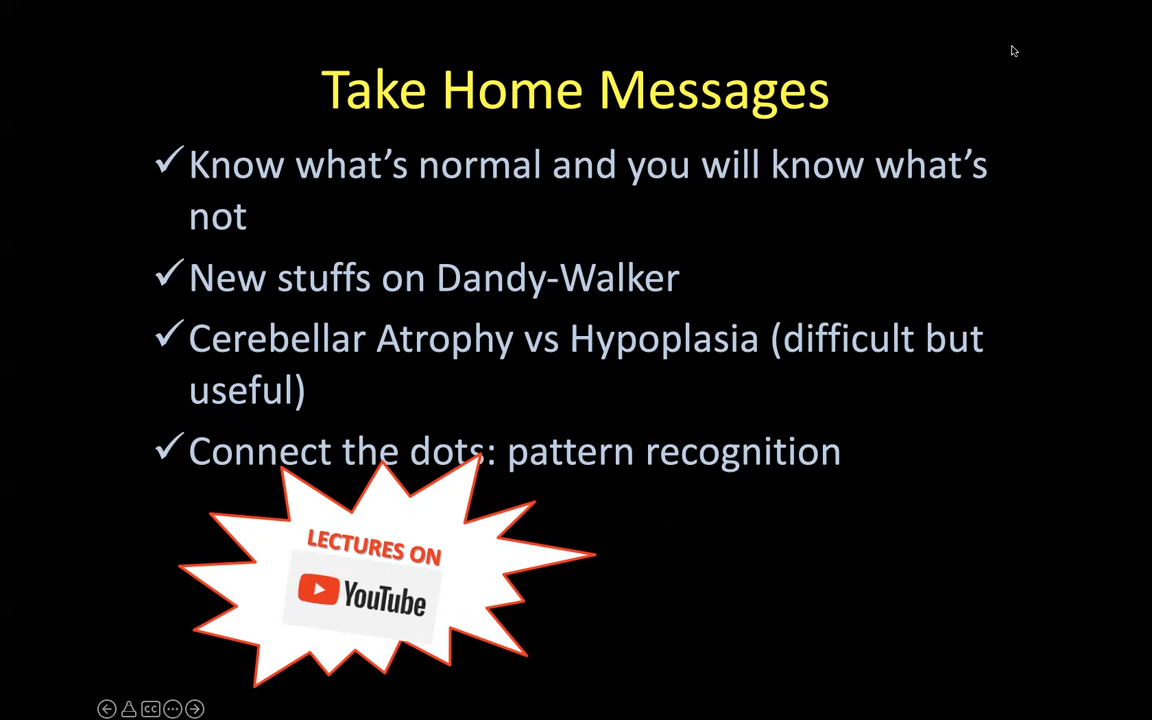 Take Home Messages
✓Know what’s normal and you will know what’s
not
✓New stuffs on Dandy-Walker
✓Cerebellar Atrophy vs Hypoplasia (difficult but
useful)
✓Connect the dots: pattern recognition
LECTURES ON
YouTube
CC